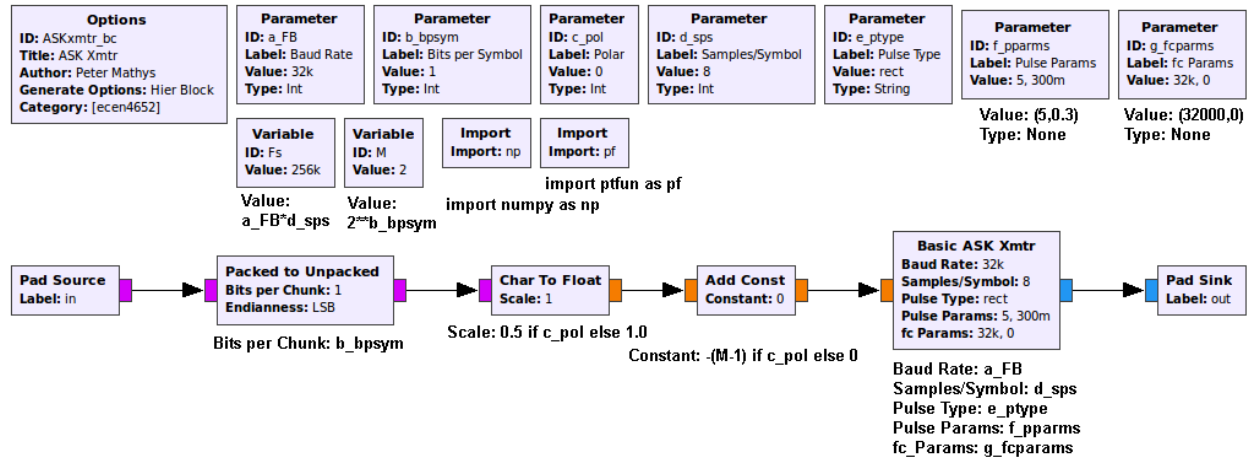 Options
ID: ASKxmtr_bc
Title: ASK Xmtr
Author: Peter Mathys
Generate Options: Hier Block
Category: [ecen4652]
Parameter
ID: a_FB
Label: Baud Rate
Value: 32k
Type: Int
Parameter
ID: b_bpsym
Label: Bits per Symbol
Value: 1
Type: Int
Parameter
ID: c_pol
Label: Polar
Value: 0
Type: Int
Parameter
ID: d_sps
Label: Samples/Symbol
Value: 8
Type: Int
Parameter
ID: e_ptype
Label: Pulse Type
Value: rect
Type: String
Parameter
ID: f_pparms
Label: Pulse Params
Value: 5, 300m
Value: (5,0.3)
Type: None
Parameter
ID: g_fcparms
Label: fc Params
Value: 32k, 0
Value: (32000,0)
Type: None
Variable
ID: Fs
Value: 256k
Value:
a_FB*d_sps
Variable
ID: M
Value: 2
Value:
2**b_bpsym
Import
Import: np
import numpy as np
Import
Import: pf
import ptfun as pf
Pad Source
Label: in
Packed to Unpacked
Bits per Chunk: 1
Endianness: LSB
Bits per Chunk: b_bpsym
Char To Float
Scale: 1
Scale: 0.5 if c_pol else 1.0
Add Const
Constant: 0
Constant: -(M-1) if c_pol else 0
Basic ASK Xmtr
Baud Rate: 32k
Samples/Symbol: 8
Pulse Type: rect
Pulse Params: 5, 300m
fc Params: 32k, 0
Baud Rate: a_FB
Samples/Symbol: d_sps
Pulse Type: e_ptype
Pulse Params: f_pparms
fc_Params: g_fcparams
Pad Sink
Label: out